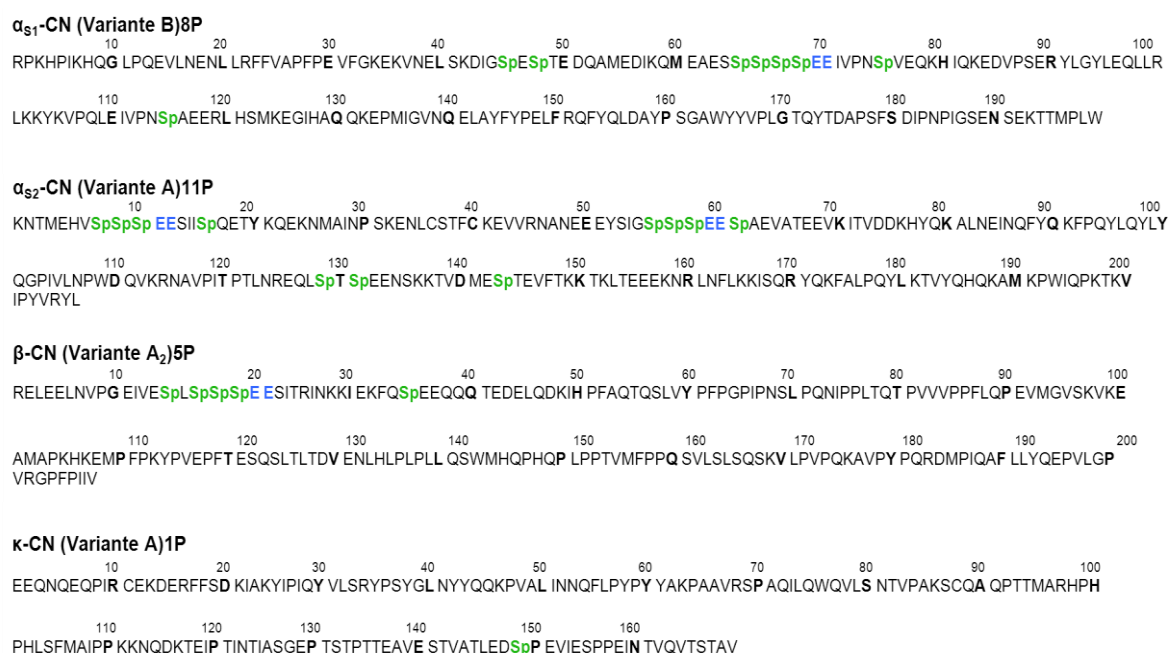 αS1-CN (Variante B)8P
10 20 30 40 50 60 70 80 90 100
RPKHPIKHQG LPQEVLNENL LRFFVAPFPE VFGKEKVNEL SKDIGSpESpTE DQAMEDIKQM EAESSpSpSpSpEE IVPNSpVEQKH IQKEDVPSER YLGYLEQLLR
110 120 130 140 150 160 170 180 190
LKKYKVPQLE IVPNSpAEERL HSMKEGIHAQ QKEPMIGVNQ ELAYFYPELF RQFYQLDAYP SGAWYYVPLG TQYTDAPSFS DIPNPIGSEN SEKTTMPLW
αS2-CN (Variante A)11P
10 20 30 40 50 60 70 80 90 100
KNTMEHVSpSpSp EESIISpQETY KQEKNMAINP SKENLCSTFC KEVVRNANEE EYSIGSpSpSpEE SpAEVATEEVK ITVDDKHYQK ALNEINQFYQ KFPQYLQYLY
110 120 130 140 150 160 170 180 190 200
QGPIVLNPWD QVKRNAVPIT PTLNREQLSpT SpEENSKKTVD MESpTEVFTKK TKLTEEEKNR LNFLKKISQR YQKFALPQYL KTVYQHQKAM KPWIQPKTKV
IPYVRYL
β-CN (Variante A2)5P
10 20 30 40 50 60 70 80 90 100
RELEELNVPG EIVESpLSpSpSpE ESITRINKKI EKFQSpEEQQQ TEDELQDKIH PFAQTQSLVY PFPGPIPNSL PQNIPPLTQT PVVVPPFLQP EVMGVSKVKE
110 120 130 140 150 160 170 180 190 200
AMAPKHKEMP FPKYPVEPFT ESQSLTLTDV ENLHLPLPLL QSWMHQPHQP LPPTVMFPPQ SVLSLSQSKV LPVPQKAVPY PQRDMPIQAF LLYQEPVLGP
VRGPFPIIV
κ-CN (Variante A)1P
10 20 30 40 50 60 70 80 90 100
EEQNQEQPIR CEKDERFFSD KIAKYIPIQY VLSRYPSYGL NYYQQKPVAL INNQFLPYPY YAKPAAVRSP AQILQWQVLS NTVPAKSCQA QPTTMARHPH
110 120 130 140 150 160
PHLSFMAIPP KKNQDKTEIP TINTIASGEP TSTPTTEAVE STVATLEDSpP EVIESPPEIN TVQVTSTAV